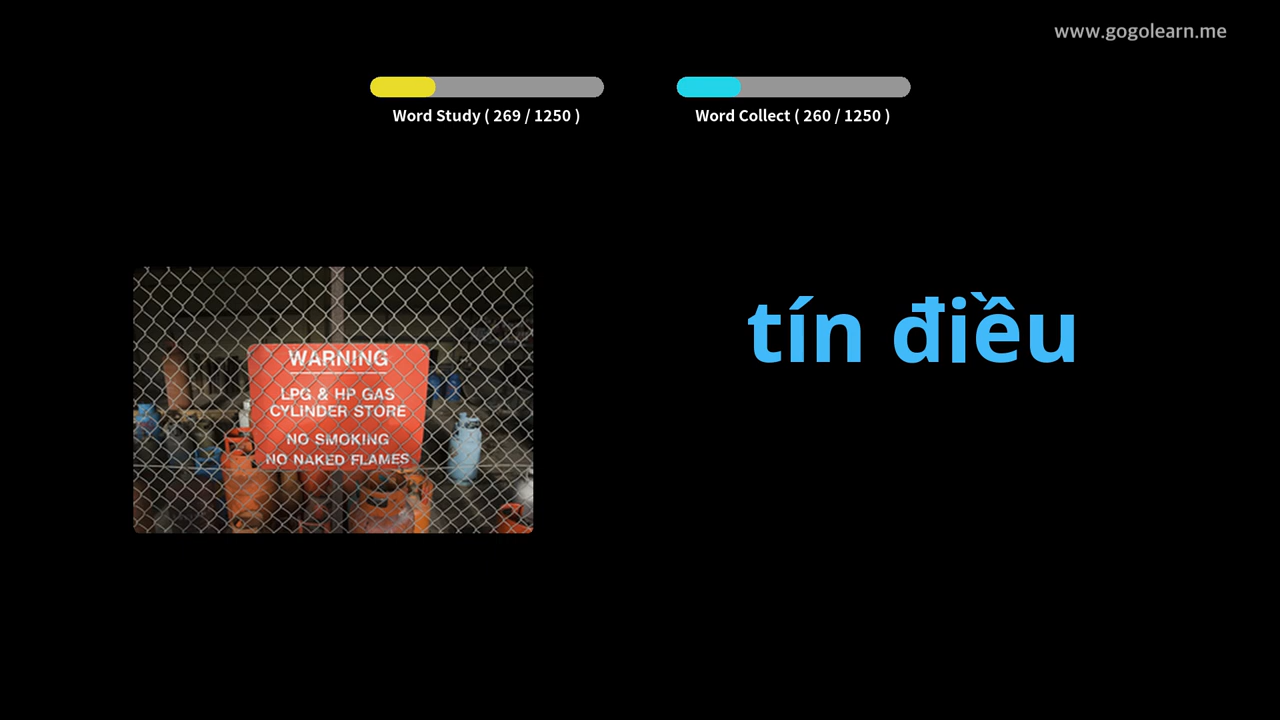 www.gogolearn.me
Word Study ( 269 / 1250 )
Word Collect ( 260 / 1250 )
WARNING
LPG & HP GAS
CYLINDER STORE
NO SMOKING
NO NAKED FLAMES
tín điều